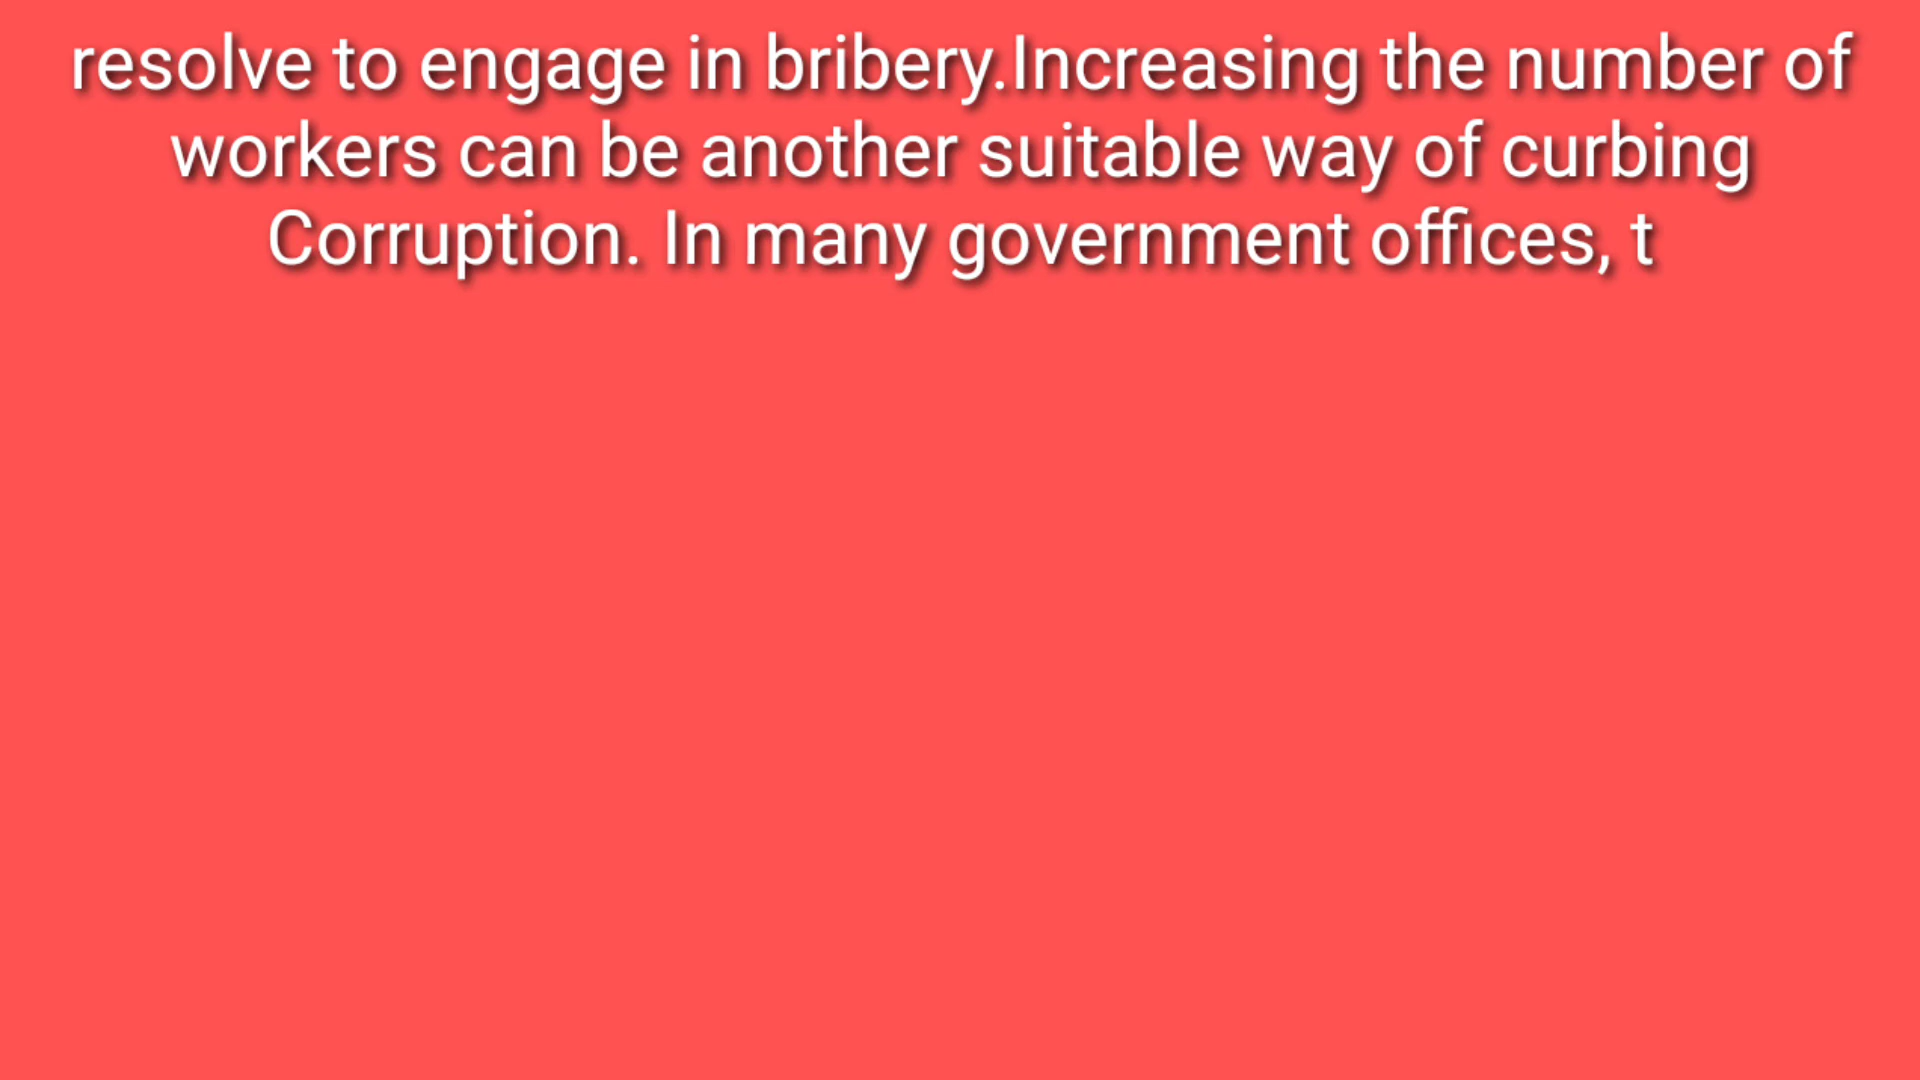 resolve to engage in bribery.Increasing the number of
workers can be another suitable way of curbing
Corruption. In many government offices, t